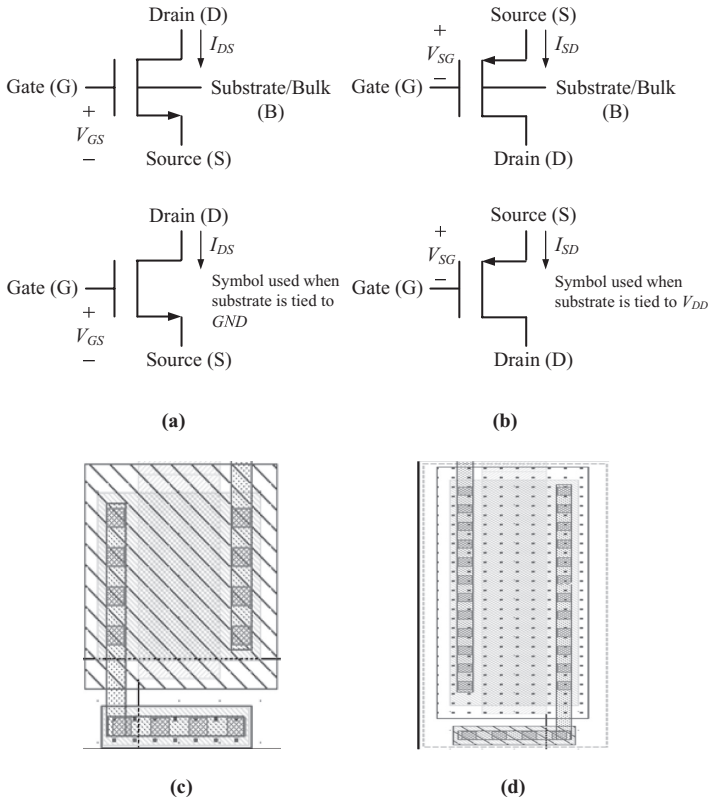 Drain (D)
I_DS
Gate (G)
Substrate/Bulk
(B)
+
V_GS
−
Source (S)
Source (S)
+
V_SG
−
I_SD
Gate (G)
Substrate/Bulk
(B)
Drain (D)
Drain (D)
I_DS
Gate (G)
Symbol used when
substrate is tied to
GND
+
V_GS
−
Source (S)
Source (S)
+
V_SG
−
I_SD
Gate (G)
Symbol used when
substrate is tied to V_DD
Drain (D)
(a)
(b)
(c)
(d)